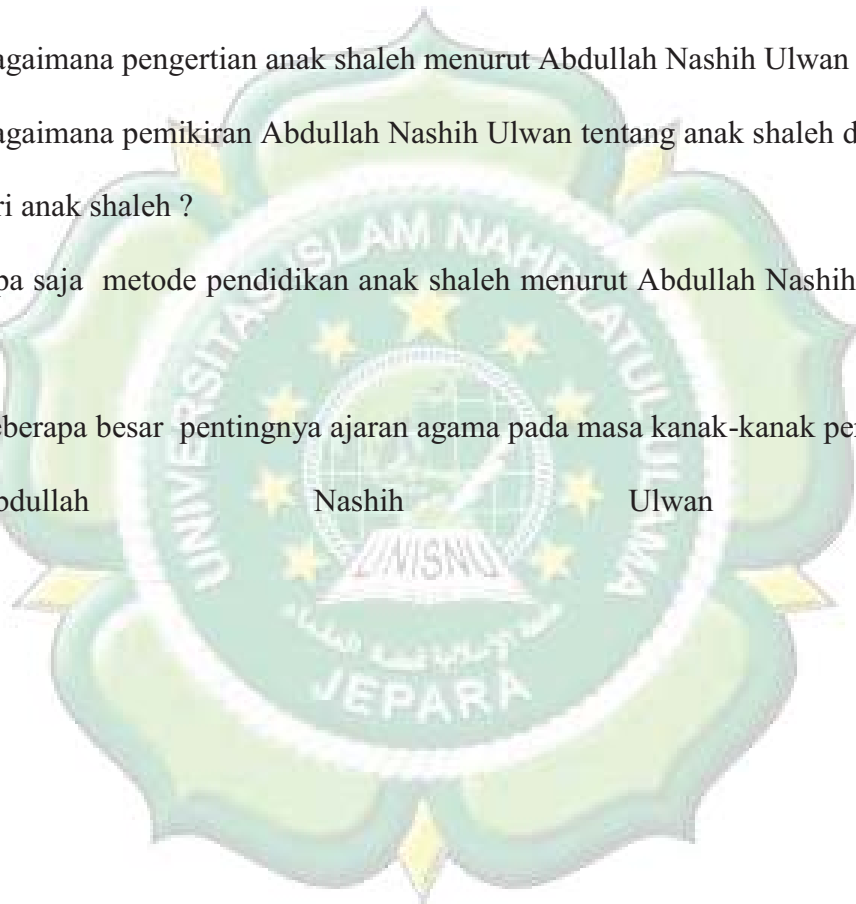 agaimana pengertian anak shaleh menurut Abdullah Nashih Ulwan
agaimana pemikiran Abdullah Nashih Ulwan tentang anak shaleh d
ri anak shaleh ?
pa saja metode pendidikan anak shaleh menurut Abdullah Nashih
eberapa besar pentingnya ajaran agama pada masa kanak-kanak per
bdullah Nashih Ulwan
UNIVERSITAS ISLAM NAHDLATUL ULAMA
UNISNU
JEPARA